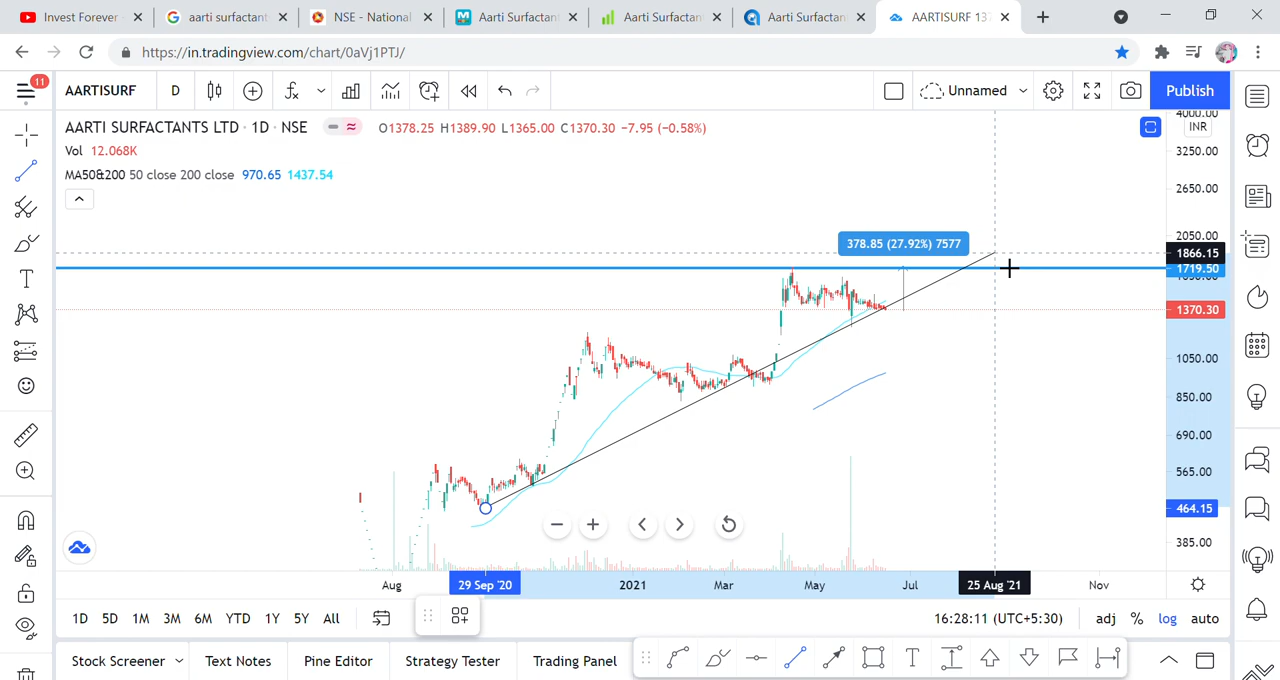 Invest Forever
aarti surfactant
NSE - National
Aarti Surfactan
Aarti Surfactan
Aarti Surfactan
AARTISURF 137
https://in.tradingview.com/chart/0aVj1PTJ/
11
AARTISURF
D
Unnamed
Publish
AARTI SURFACTANTS LTD · 1D · NSE
O1378.25 H1389.90 L1365.00 C1370.30 −7.95 (−0.58%)
Vol 12.068K
MA50&200 50 close 200 close 970.65 1437.54
4000.00
INR
3250.00
2650.00
2050.00
378.85 (27.92%) 7577
1866.15
1719.50
1370.30
1050.00
850.00
690.00
565.00
464.15
385.00
Aug
29 Sep '20
2021
Mar
May
Jul
25 Aug '21
Nov
1D 5D 1M 3M 6M YTD 1Y 5Y All
16:28:11 (UTC+5:30)
adj % log auto
Stock Screener
Text Notes
Pine Editor
Strategy Tester
Trading Panel